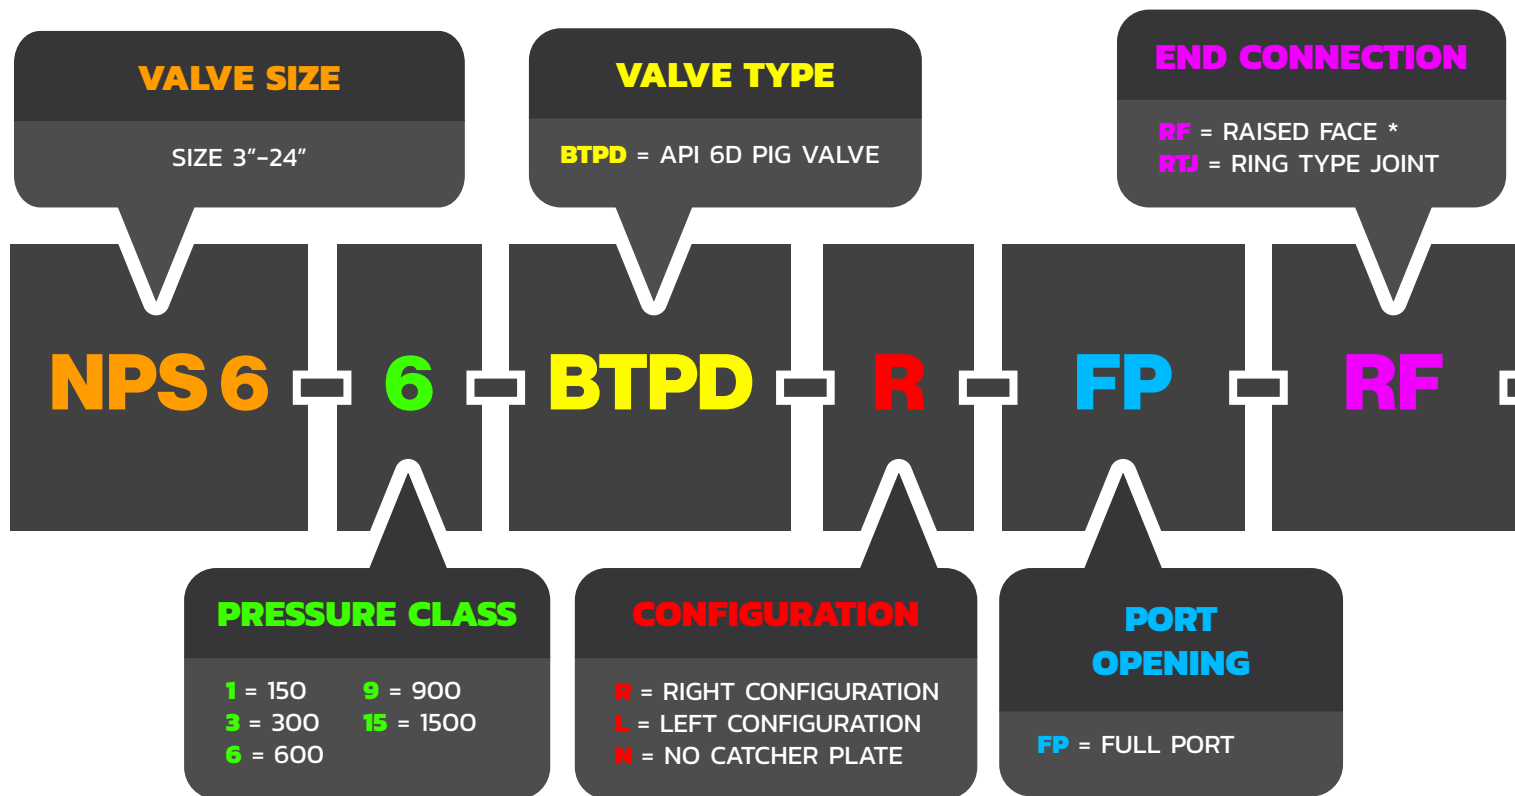 VALVE SIZE
SIZE 3"-24"
VALVE TYPE
BTPD = API 6D PIG VALVE
END CONNECTION
RF = RAISED FACE *
RTJ = RING TYPE JOINT
NPS 6 - 6 - BTPD - R - FP - RF -
PRESSURE CLASS
1 = 150
3 = 300
6 = 600
9 = 900
15 = 1500
CONFIGURATION
R = RIGHT CONFIGURATION
L = LEFT CONFIGURATION
N = NO CATCHER PLATE
PORT
OPENING
FP = FULL PORT